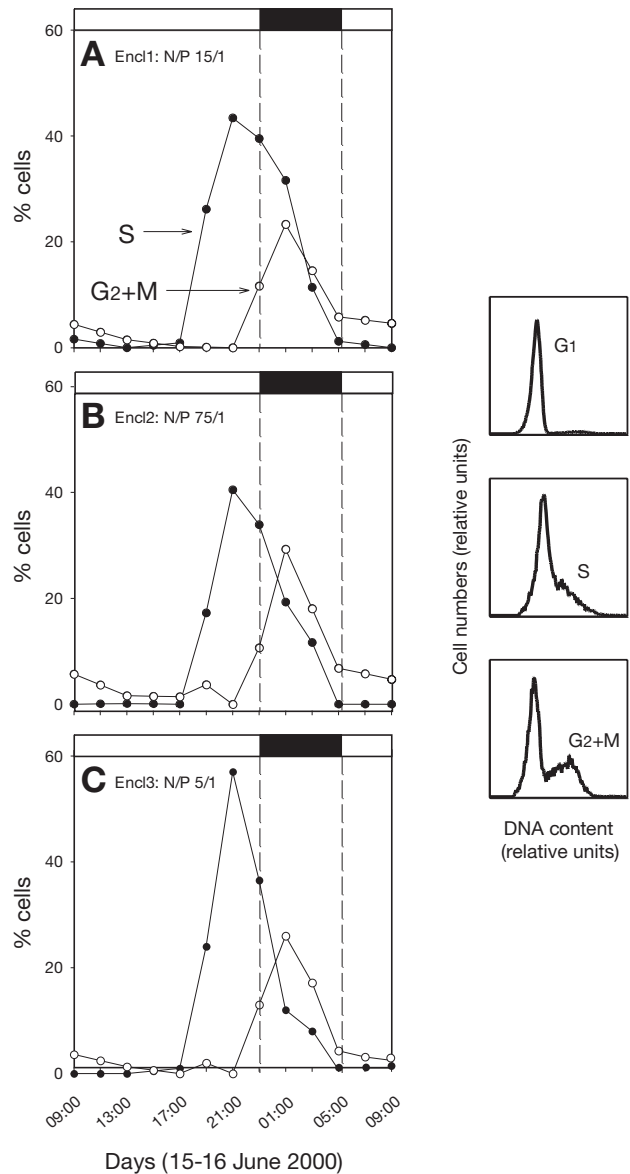 60
A Encl1: N/P 15/1
40
% cells
S
20
G2+M
0
60
B Encl2: N/P 75/1
40
% cells
20
0
60
C Encl3: N/P 5/1
40
% cells
20
0
09:00 13:00 17:00 21:00 01:00 05:00 09:00
Days (15-16 June 2000)
G1
S
G2+M
Cell numbers (relative units)
DNA content
(relative units)